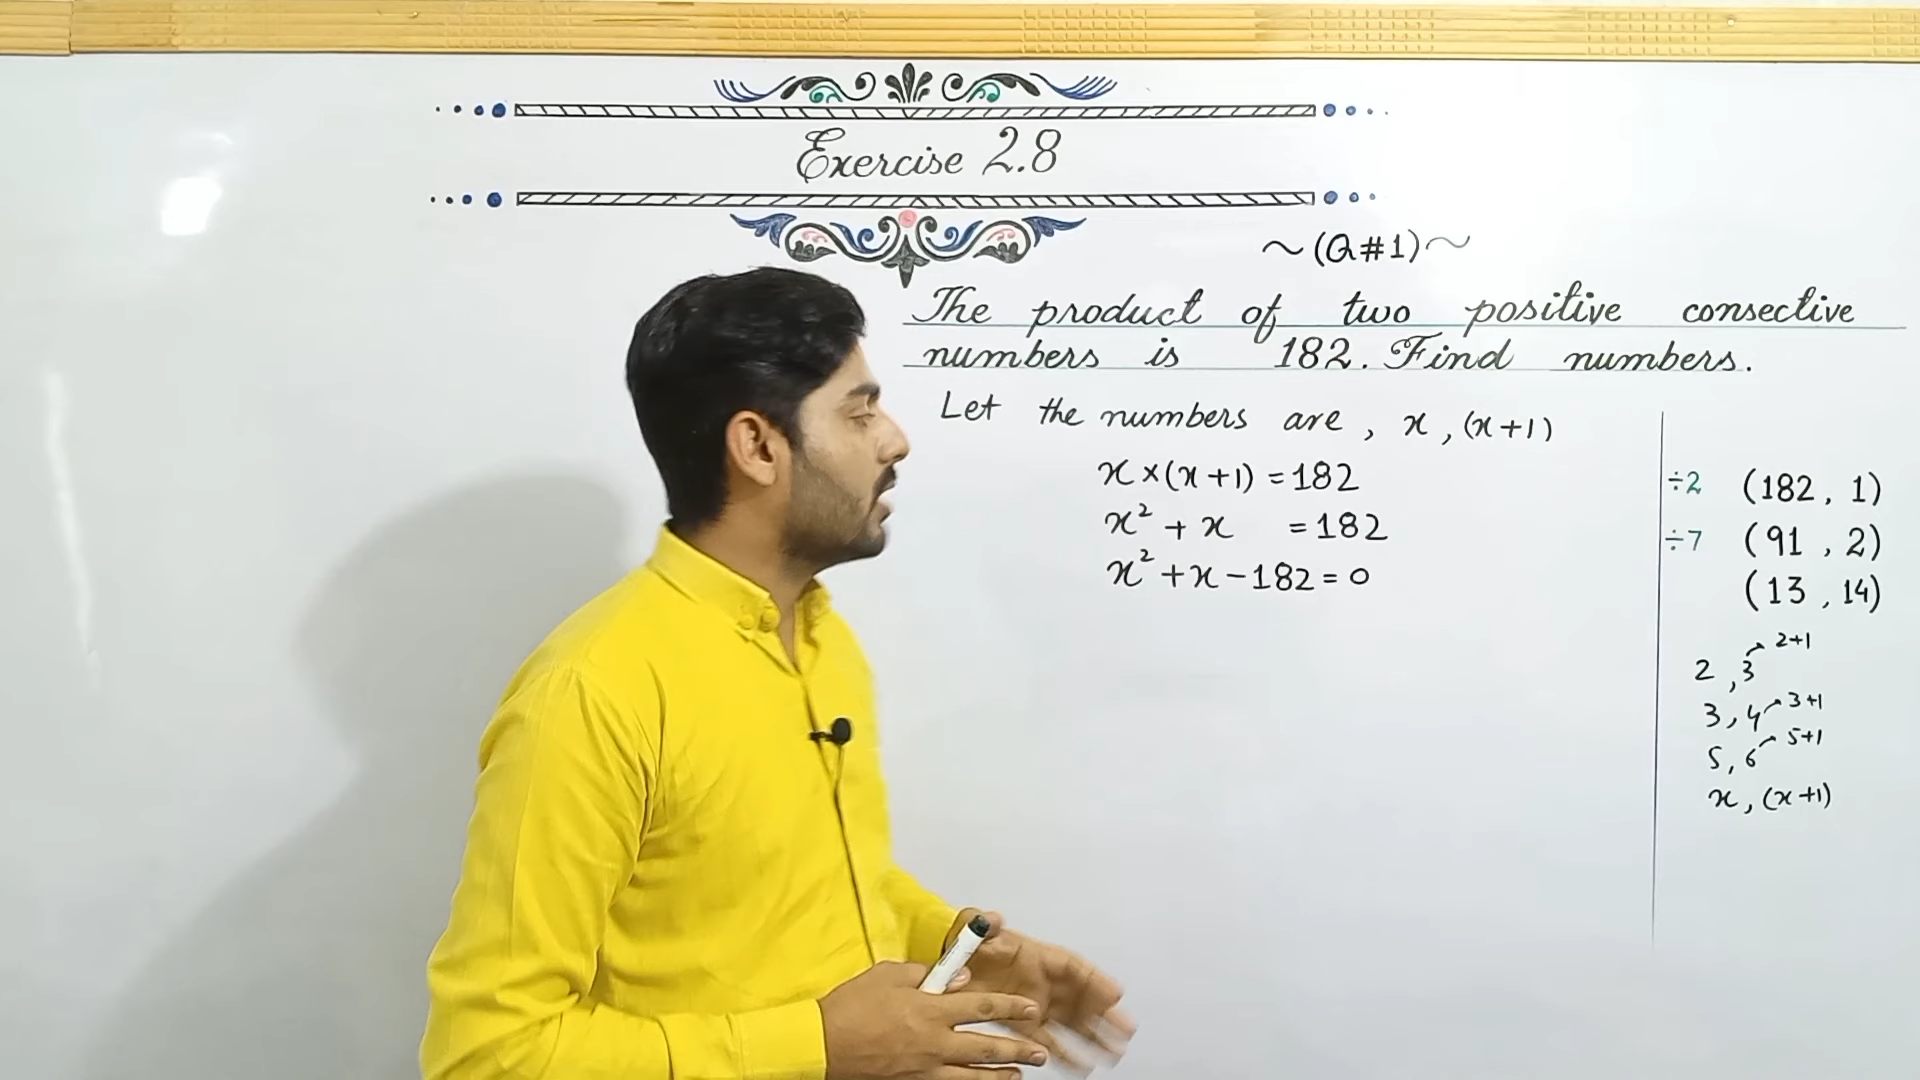 Exercise 2.8
~(Q#1)~
The product of two positive consective
numbers is 182. Find numbers.
Let the numbers are, x, (x+1)
x×(x+1) = 182
x² + x = 182
x² + x - 182 = 0
÷2 (182, 1)
÷7 (91, 2)
(13, 14)
2, 3 2+1
3, 4 3+1
5, 6 5+1
x, (x+1)